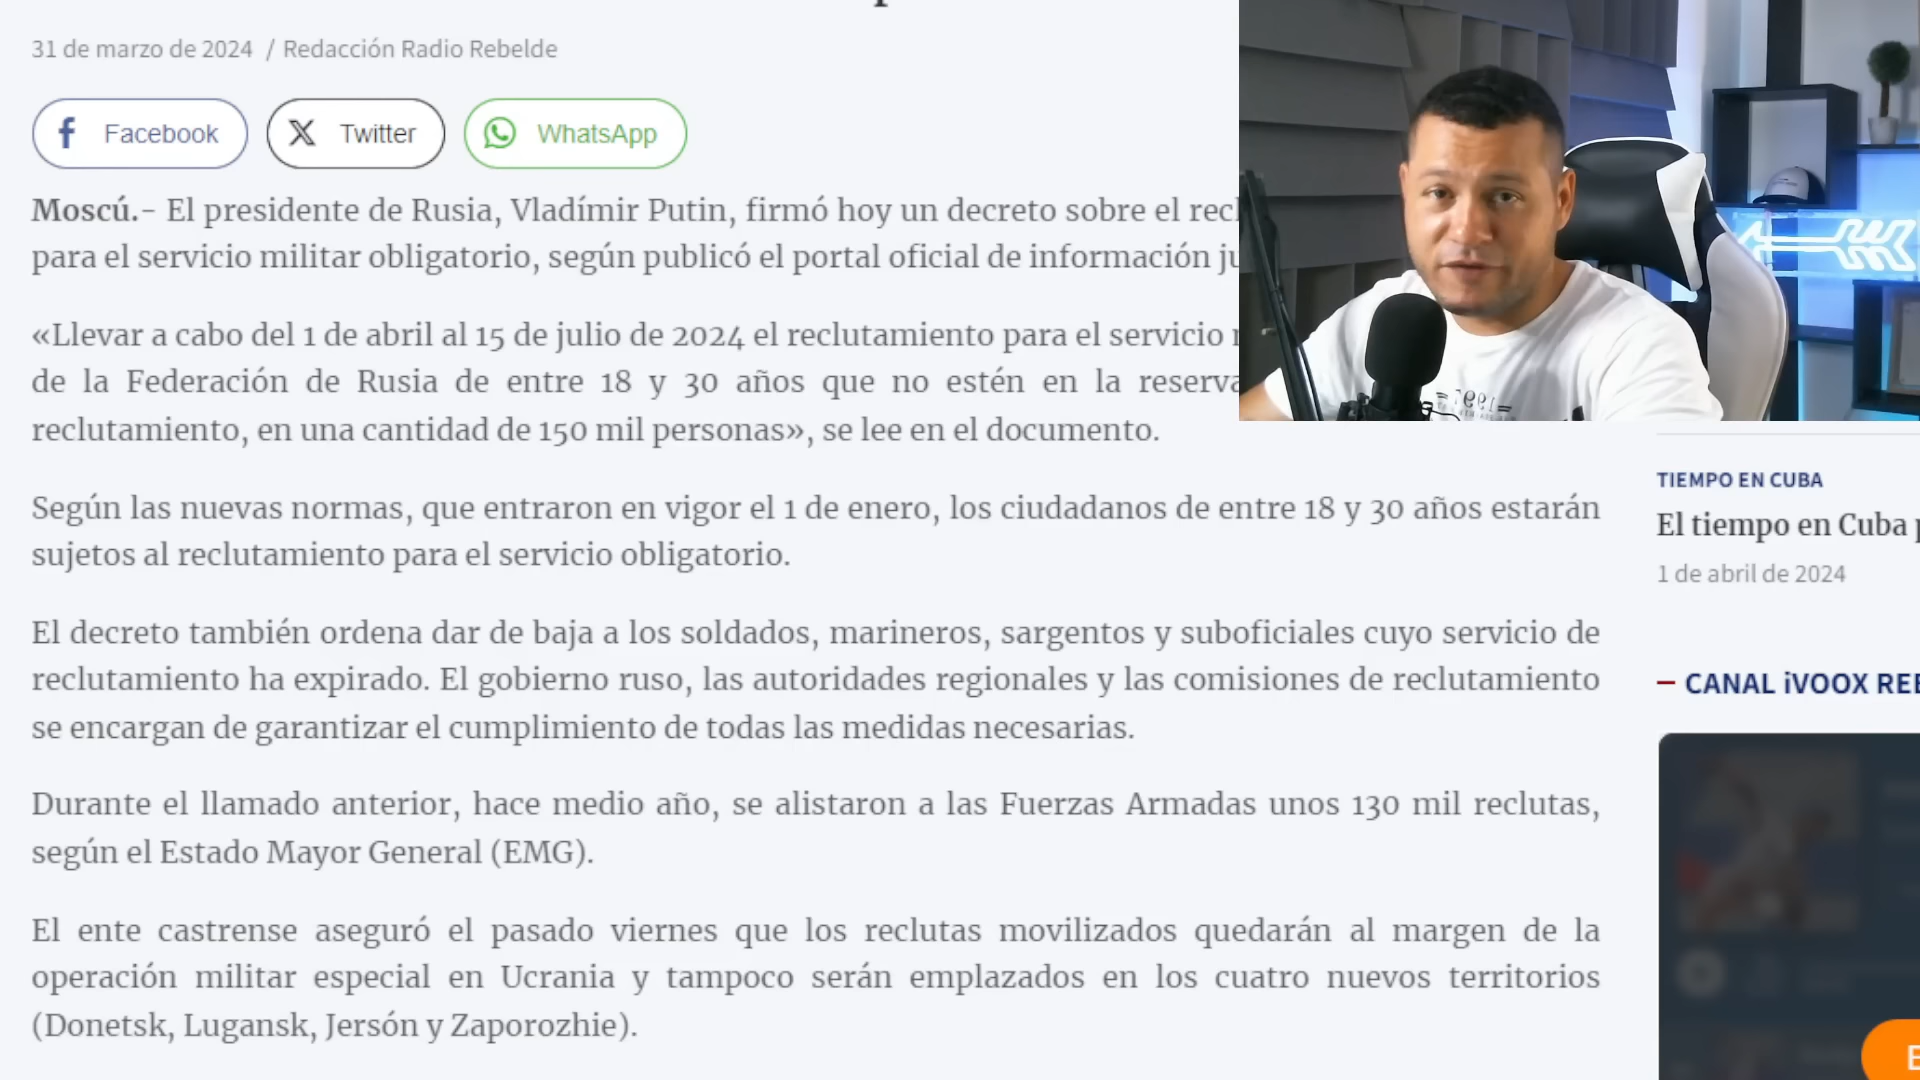 31 de marzo de 2024 / Redacción Radio Rebelde
Facebook
Twitter
WhatsApp
Moscú.- El presidente de Rusia, Vladímir Putin, firmó hoy un decreto sobre el
para el servicio militar obligatorio, según publicó el portal oficial de información
«Llevar a cabo del 1 de abril al 15 de julio de 2024 el reclutamiento para el servicio
de la Federación de Rusia de entre 18 y 30 años que no estén en la reserva
reclutamiento, en una cantidad de 150 mil personas», se lee en el documento.
Según las nuevas normas, que entraron en vigor el 1 de enero, los ciudadanos de entre 18 y 30 años estarán
sujetos al reclutamiento para el servicio obligatorio.
El decreto también ordena dar de baja a los soldados, marineros, sargentos y suboficiales cuyo servicio de
reclutamiento ha expirado. El gobierno ruso, las autoridades regionales y las comisiones de reclutamiento
se encargan de garantizar el cumplimiento de todas las medidas necesarias.
Durante el llamado anterior, hace medio año, se alistaron a las Fuerzas Armadas unos 130 mil reclutas,
según el Estado Mayor General (EMG).
El ente castrense aseguró el pasado viernes que los reclutas movilizados quedarán al margen de la
operación militar especial en Ucrania y tampoco serán emplazados en los cuatro nuevos territorios
(Donetsk, Lugansk, Jersón y Zaporozhie).
1997
TIEMPO EN CUBA
El tiempo en Cuba
1 de abril de 2024
CANAL iVOOX